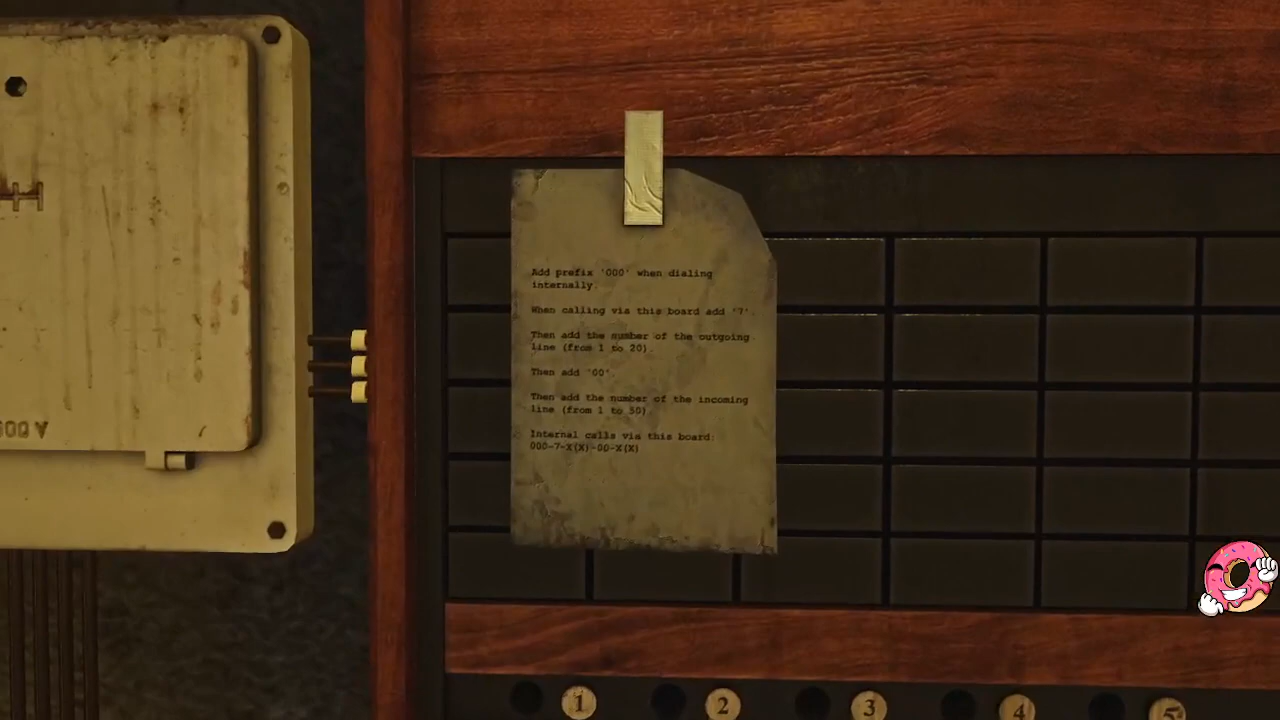 Add prefix '000' when dialing
internally.
When calling via this board add '7'.
Then add the number of the outgoing
line (from 1 to 20).
Then add '00'.
Then add the number of the incoming
line (from 1 to 50)
Internal calls via this board:
000-7-X(X)-00-X(X)
500 V
1 2 3 4 5